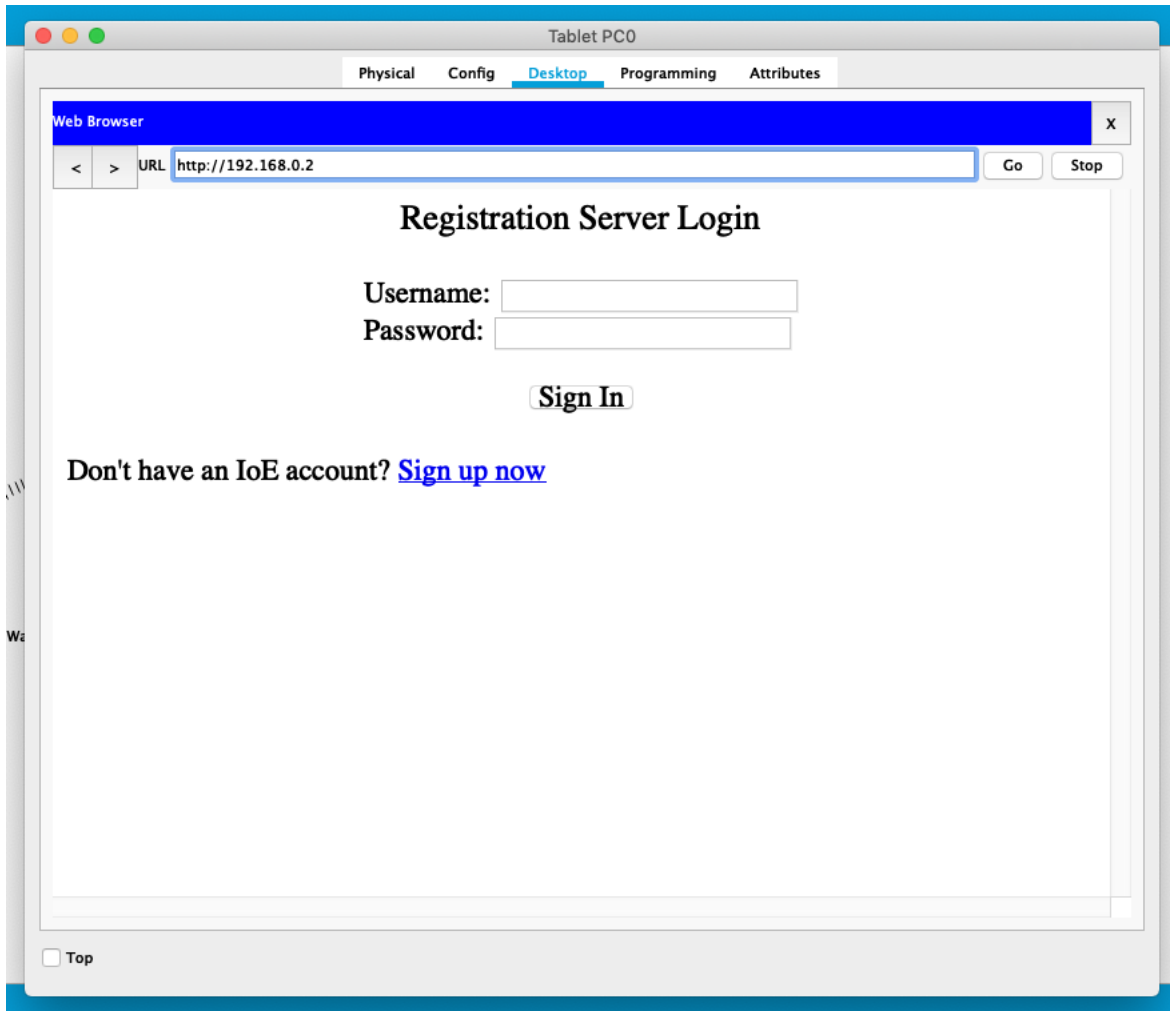 Tablet PC0
Physical Config Desktop Programming Attributes
Web Browser
X
< > URL http://192.168.0.2 Go Stop
Registration Server Login
Username:
Password:
Sign In
Don't have an IoE account? Sign up now
Wa
Top